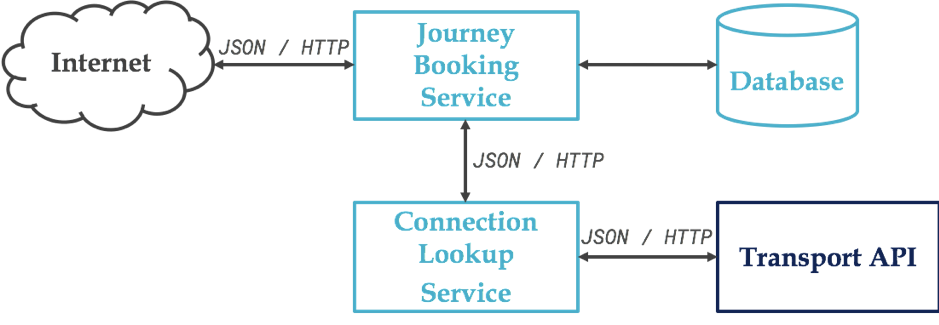 Internet
JSON / HTTP
Journey
Booking
Service
Database
JSON / HTTP
Connection
Lookup
Service
JSON / HTTP
Transport API